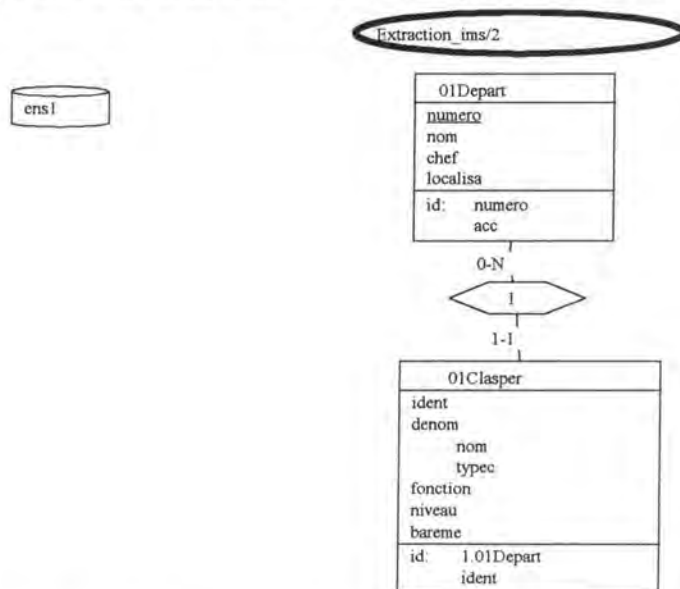 Extraction_ims/2
ens1
01Depart
numero
nom
chef
localisa
id: numero
acc
0-N
1
1-1
01Clasper
ident
denom
nom
typec
fonction
niveau
bareme
id: 1.01Depart
ident